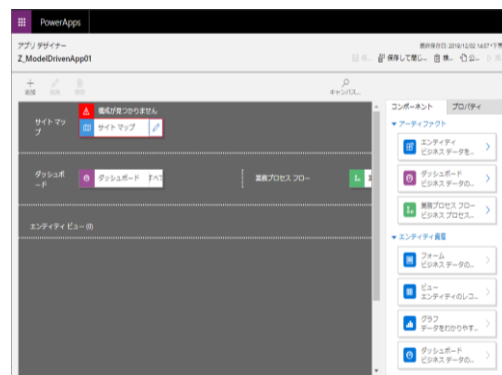 PowerApps
アプリ デザイナー
Z_ModelDrivenApp01
追加
保存して閉じ...
キャンバス...
サイト マッ
プ
構成が見つかりません
サイト マップ
ダッシュボ
ード
ダッシュボード
すべて
業務プロセス フロー
エンティティ ビュー (0)
コンポーネント
プロパティ
アーティファクト
エンティティ
ビジネス データを...
ダッシュボード
ビジネス データの...
業務プロセス フロー
ビジネス プロセス...
エンティティ資産
フォーム
ビジネス データの...
ビュー
エンティティのレコ...
グラフ
データをわかりやす...
ダッシュボード
ビジネス データの...